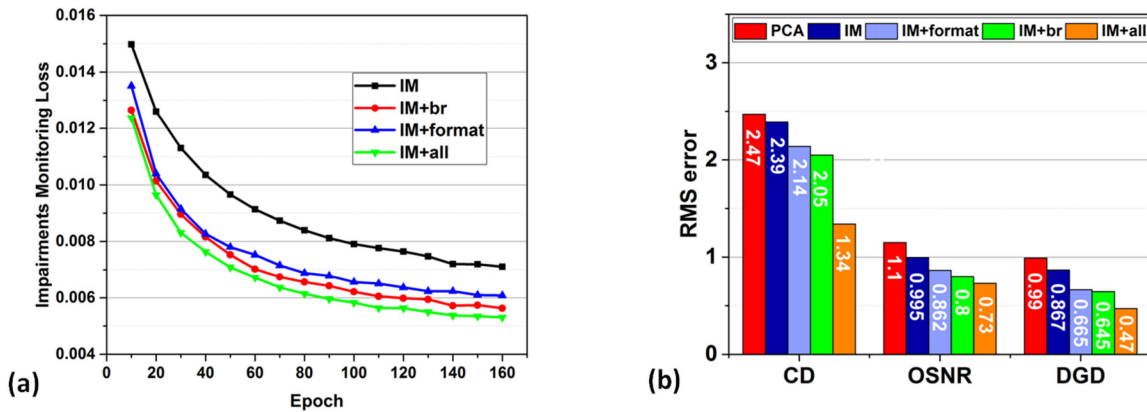 0.016
0.014
0.012
0.010
0.008
0.006
0.004
Impairments Monitoring Loss
IM
IM+br
IM+format
IM+all
0 20 40 60 80 100 120 140 160
Epoch
(a)
PCA IM IM+format IM+br IM+all
3
2
1
0
RMS error
2.47 2.39 2.14 2.05 1.34
1.1 0.995 0.862 0.8 0.73
0.99 0.867 0.665 0.645 0.47
CD OSNR DGD
(b)